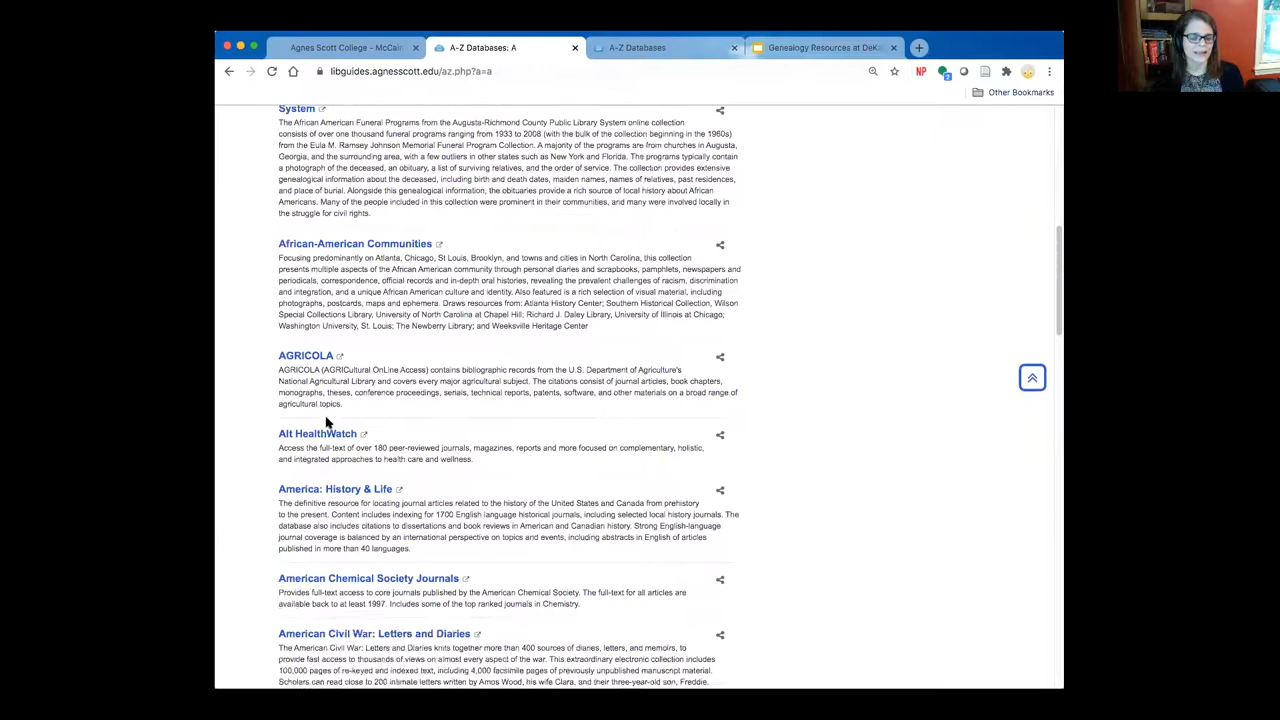 Agnes Scott College – McCain
A-Z Databases: A
A-Z Databases
Genealogy Resources at DeKal
libguides.agnesscott.edu/az.php?a=a
NP
Other Bookmarks
System
The African American Funeral Programs from the Augusta-Richmond County Public Library System online collection
consists of over one thousand funeral programs ranging from 1933 to 2008 (with the bulk of the collection beginning in the 1960s)
from the Eula M. Ramsey Johnson Memorial Funeral Program Collection. A majority of the programs are from churches in Augusta,
Georgia, and the surrounding area, with a few outliers in other states such as New York and Florida. The programs typically contain
a photograph of the deceased, an obituary, a list of surviving relatives, and the order of service. The collection provides extensive
genealogical information about the deceased, including birth and death dates, maiden names, names of relatives, past residences,
and place of burial. Alongside this genealogical information, the obituaries provide a rich source of local history about African
Americans. Many of the people included in this collection were prominent in their communities, and many were involved locally in
the struggle for civil rights.
African-American Communities
Focusing predominantly on Atlanta, Chicago, St Louis, Brooklyn, and towns and cities in North Carolina, this collection
presents multiple aspects of the African American community through personal diaries and scrapbooks, pamphlets, newspapers and
periodicals, correspondence, official records and in-depth oral histories, revealing the prevalent challenges of racism, discrimination
and integration, and a unique African American culture and identity. Also featured is a rich selection of visual material, including
photographs, postcards, maps and ephemera. Draws resources from: Atlanta History Center; Southern Historical Collection, Wilson
Special Collections Library, University of North Carolina at Chapel Hill; Richard J. Daley Library, University of Illinois at Chicago;
Washington University, St. Louis; The Newberry Library; and Weeksville Heritage Center
AGRICOLA
AGRICOLA (AGRICultural OnLine Access) contains bibliographic records from the U.S. Department of Agriculture's
National Agricultural Library and covers every major agricultural subject. The citations consist of journal articles, book chapters,
monographs, theses, conference proceedings, serials, technical reports, patents, software, and other materials on a broad range of
agricultural topics.
Alt HealthWatch
Access the full-text of over 180 peer-reviewed journals, magazines, reports and more focused on complementary, holistic,
and integrated approaches to health care and wellness.
America: History & Life
The definitive resource for locating journal articles related to the history of the United States and Canada from prehistory
to the present. Content includes indexing for 1700 English language historical journals, including selected local history journals. The
database also includes citations to dissertations and book reviews in American and Canadian history. Strong English-language
journal coverage is balanced by an international perspective on topics and events, including abstracts in English of articles
published in more than 40 languages.
American Chemical Society Journals
Provides full-text access to core journals published by the American Chemical Society. The full-text for all articles are
available back to at least 1997. Includes some of the top ranked journals in Chemistry.
American Civil War: Letters and Diaries
The American Civil War: Letters and Diaries knits together more than 400 sources of diaries, letters, and memoirs, to
provide fast access to thousands of views on almost every aspect of the war. This extraordinary electronic collection includes
100,000 pages of re-keyed and indexed text, including 4,000 facsimile pages of previously unpublished manuscript material.
Scholars can read close to 200 intimate letters written by Amos Wood, his wife Clara, and their three-year-old son, Freddie,